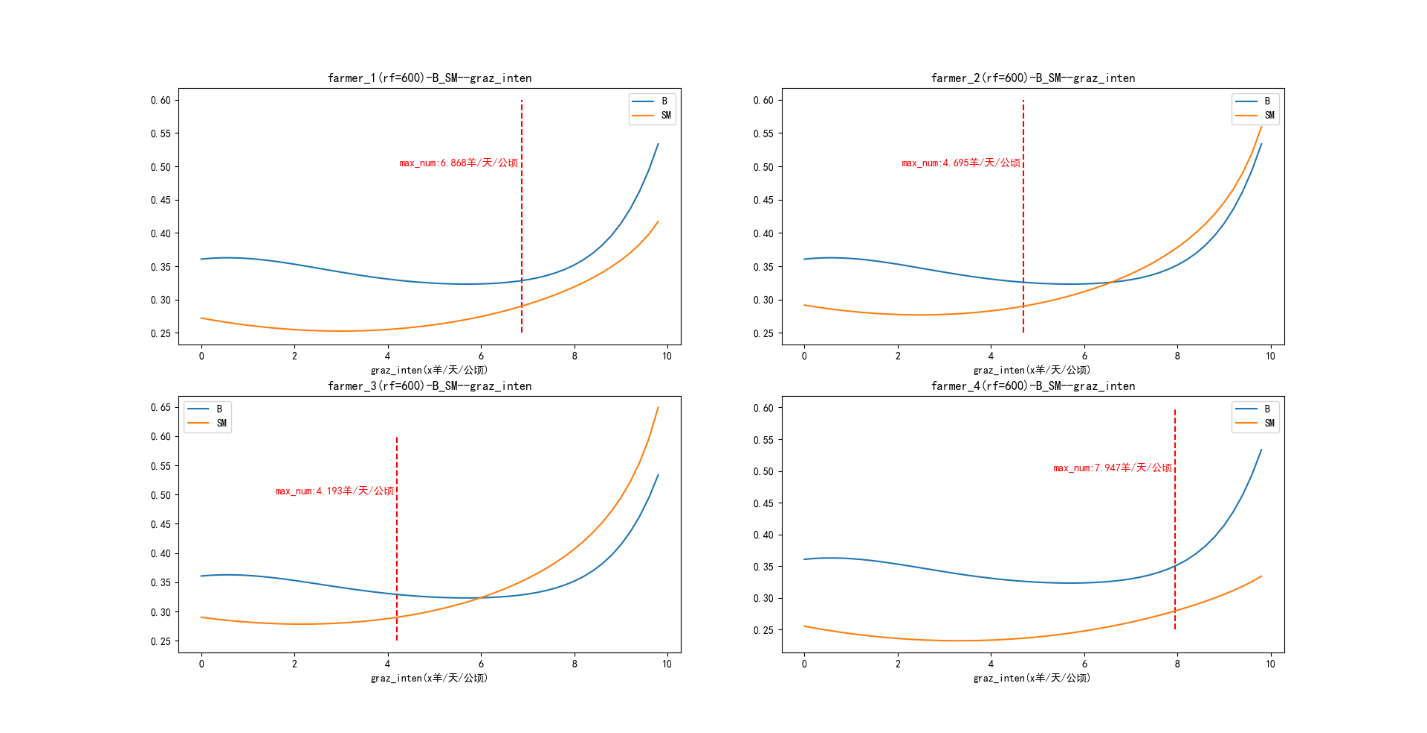 farmer_1(rf=600)-B_SM--graz_inten
0.60
0.55
0.50
0.45
0.40
0.35
0.30
0.25
B
SM
max_num:6.868羊/天/公顷
0 2 4 6 8 10
graz_inten(x羊/天/公顷)
farmer_2(rf=600)-B_SM--graz_inten
0.60
0.55
0.50
0.45
0.40
0.35
0.30
0.25
B
SM
max_num:4.695羊/天/公顷
0 2 4 6 8 10
graz_inten(x羊/天/公顷)
farmer_3(rf=600)-B_SM--graz_inten
0.65
0.60
0.55
0.50
0.45
0.40
0.35
0.30
0.25
B
SM
max_num:4.193羊/天/公顷
0 2 4 6 8 10
graz_inten(x羊/天/公顷)
farmer_4(rf=600)-B_SM--graz_inten
0.60
0.55
0.50
0.45
0.40
0.35
0.30
0.25
B
SM
max_num:7.947羊/天/公顷
0 2 4 6 8 10
graz_inten(x羊/天/公顷)